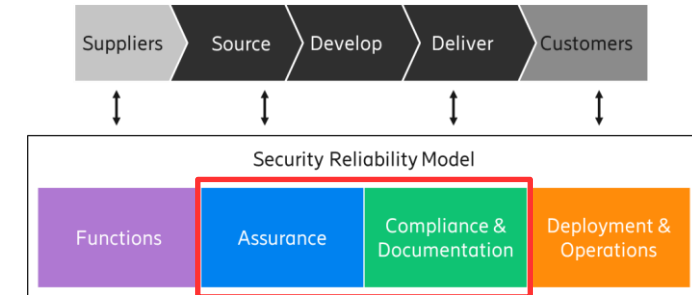 Suppliers
Source
Develop
Deliver
Customers
Security Reliability Model
Functions
Assurance
Compliance &
Documentation
Deployment &
Operations